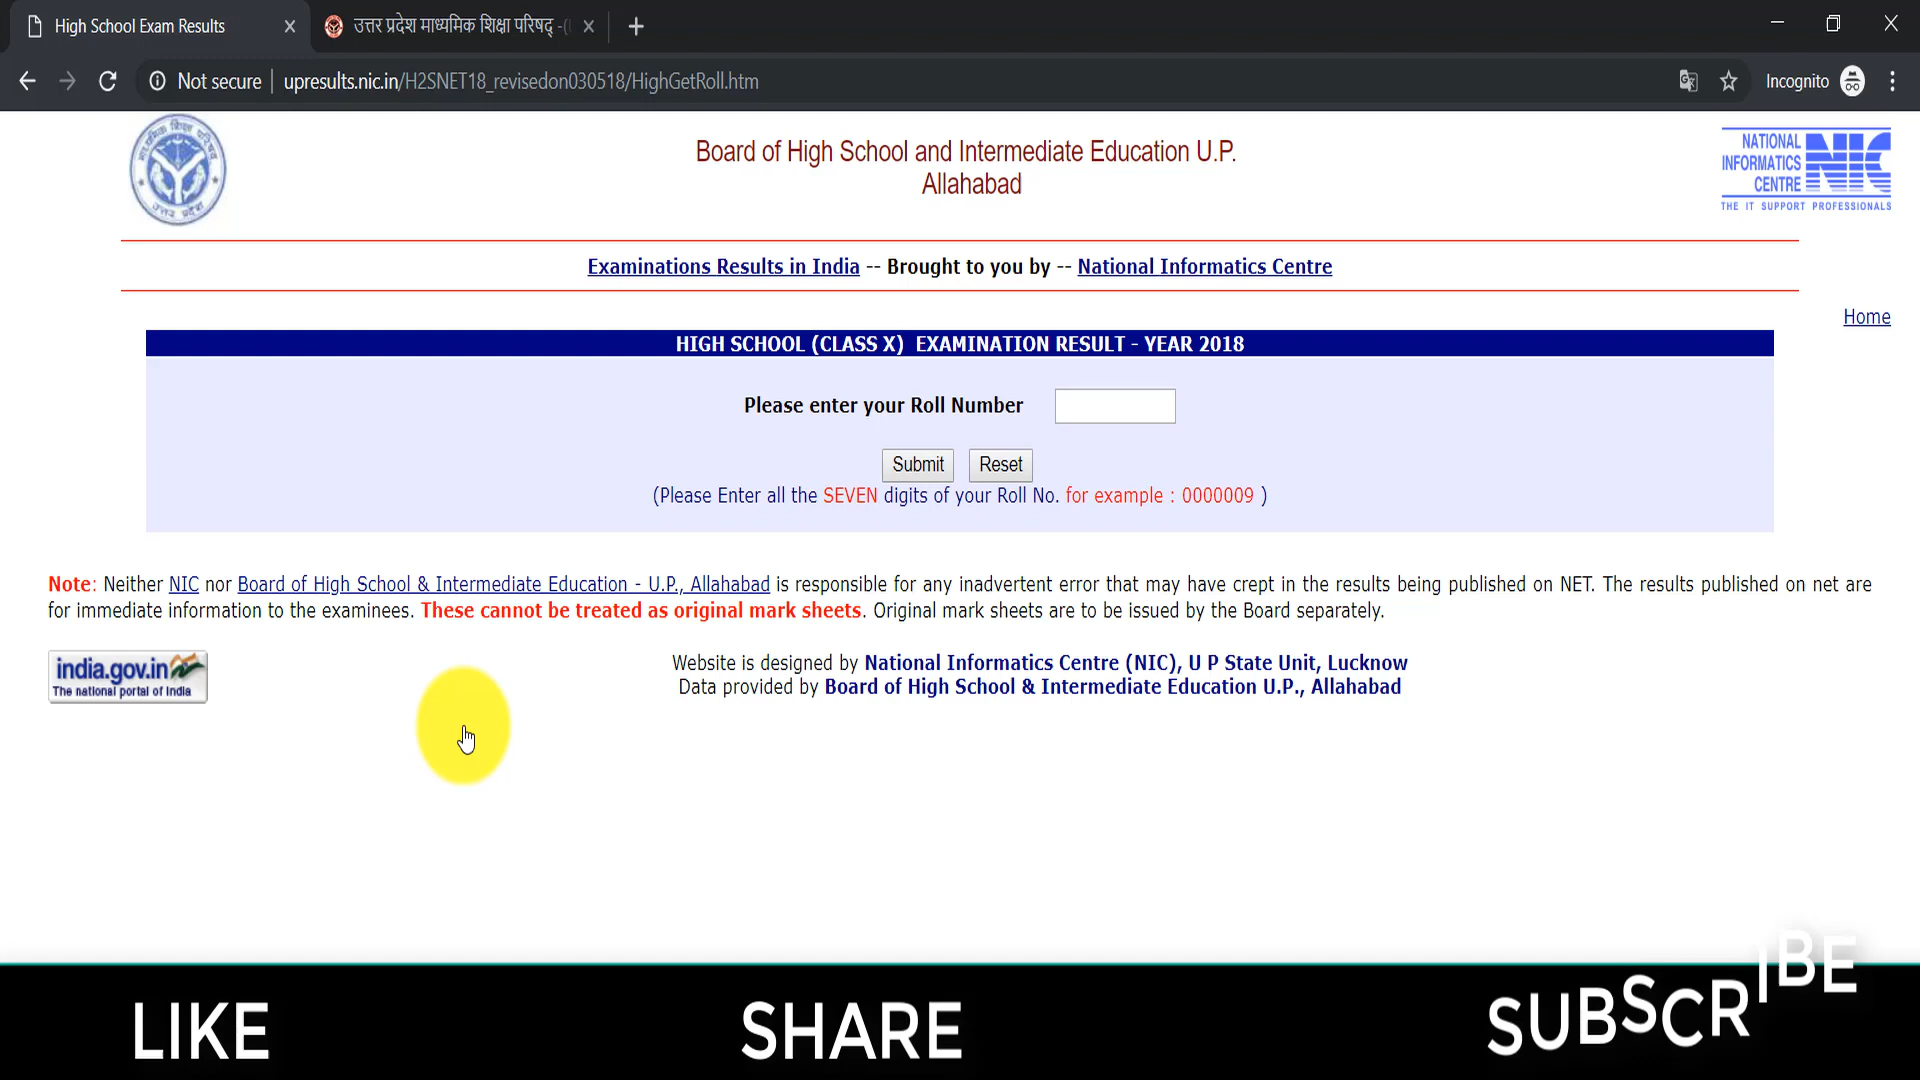 High School Exam Results
उत्तर प्रदेश माध्यमिक शिक्षा परिषद् -(
Not secure
upresults.nic.in/H2SNET18_revisedon030518/HighGetRoll.htm
Incognito
Board of High School and Intermediate Education U.P.
Allahabad
NATIONAL
INFORMATICS
CENTRE
NIC
THE IT SUPPORT PROFESSIONALS
Examinations Results in India -- Brought to you by -- National Informatics Centre
Home
HIGH SCHOOL (CLASS X) EXAMINATION RESULT - YEAR 2018
Please enter your Roll Number
Submit Reset
(Please Enter all the SEVEN digits of your Roll No. for example : 0000009 )
Note: Neither NIC nor Board of High School & Intermediate Education - U.P., Allahabad is responsible for any inadvertent error that may have crept in the results being published on NET. The results published on net are
for immediate information to the examinees. These cannot be treated as original mark sheets. Original mark sheets are to be issued by the Board separately.
india.gov.in
The national portal of India
Website is designed by National Informatics Centre (NIC), U P State Unit, Lucknow
Data provided by Board of High School & Intermediate Education U.P., Allahabad
LIKE
SHARE
SUBSCRIBE